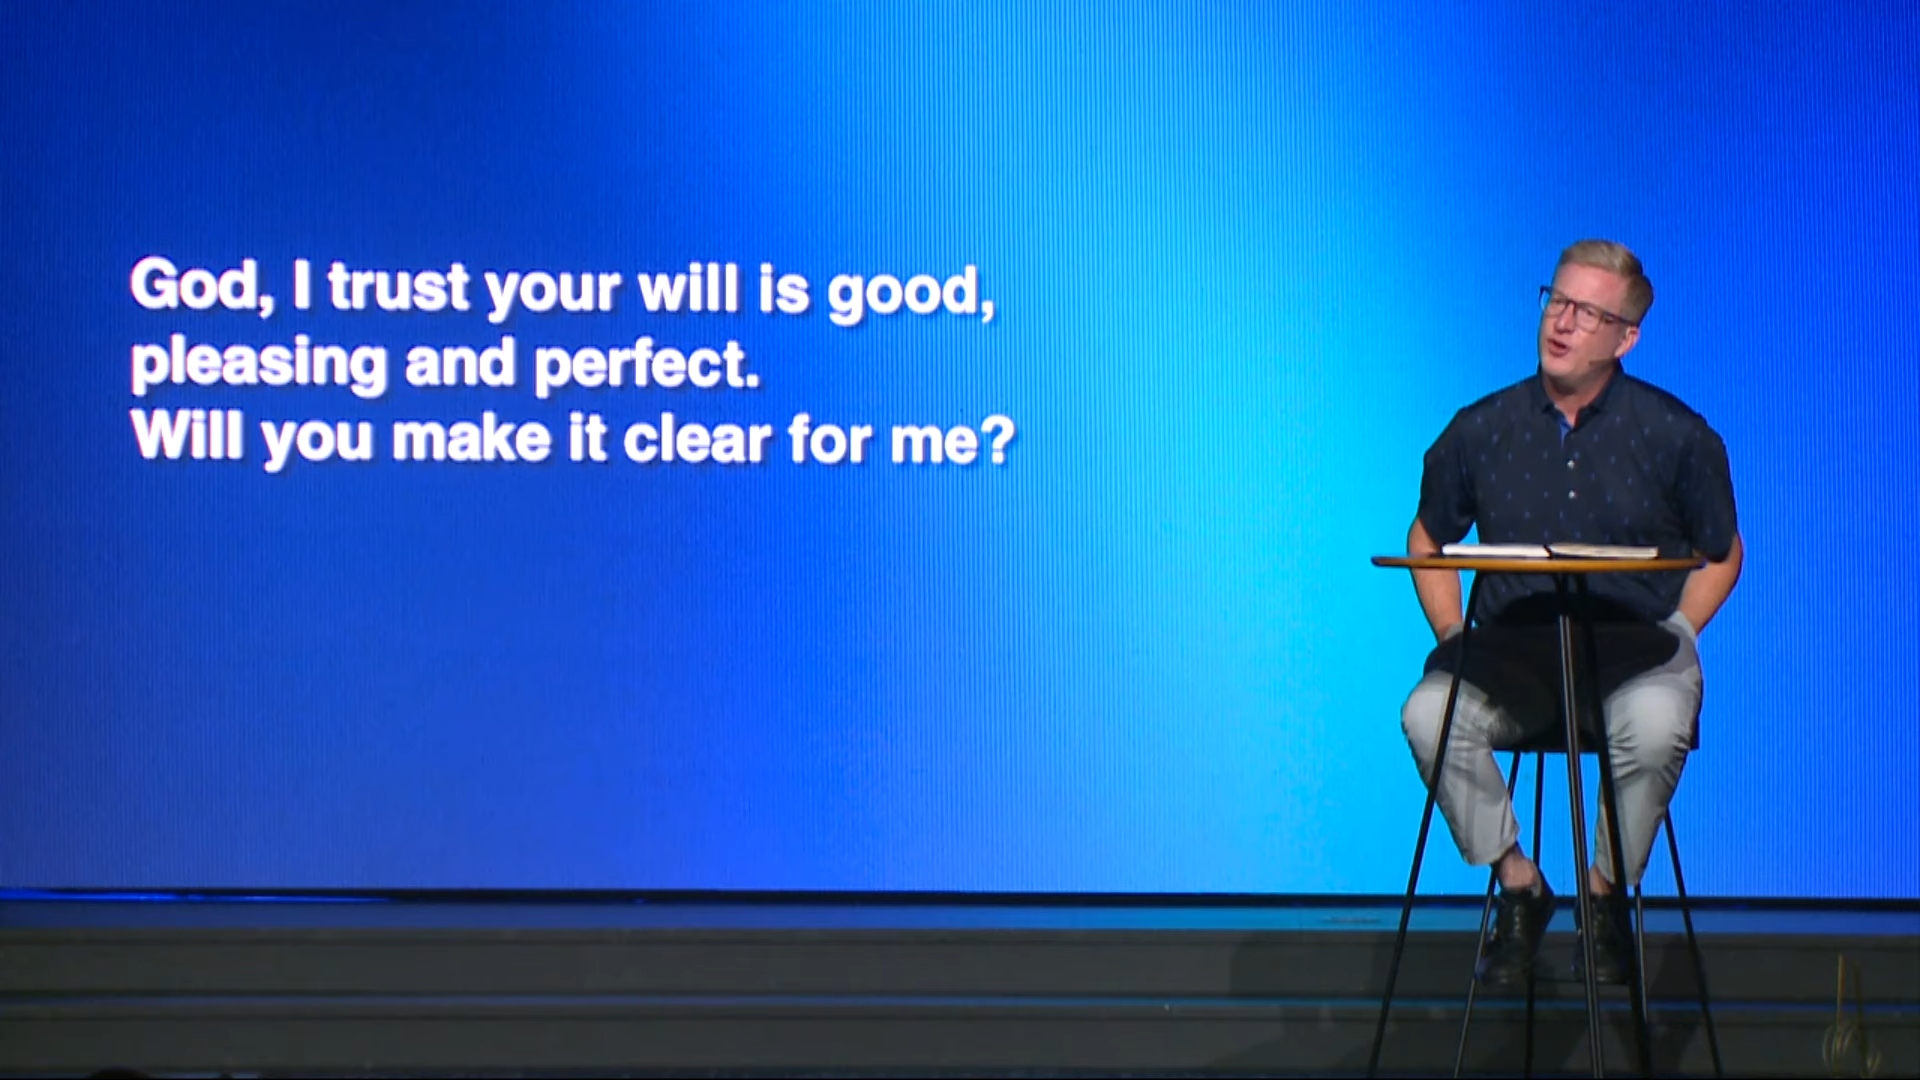 God, I trust your will is good,
pleasing and perfect.
Will you make it clear for me?